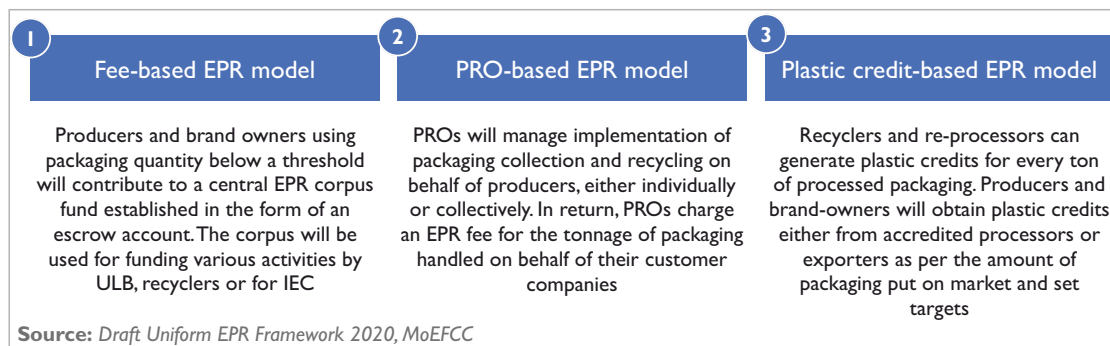 1
Fee-based EPR model
Producers and brand owners using
packaging quantity below a threshold
will contribute to a central EPR corpus
fund established in the form of an
escrow account. The corpus will be
used for funding various activities by
ULB, recyclers or for IEC
2
PRO-based EPR model
PROs will manage implementation of
packaging collection and recycling on
behalf of producers, either individually
or collectively. In return, PROs charge
an EPR fee for the tonnage of packaging
handled on behalf of their customer
companies
3
Plastic credit-based EPR model
Recyclers and re-processors can
generate plastic credits for every ton
of processed packaging. Producers and
brand-owners will obtain plastic credits
either from accredited processors or
exporters as per the amount of
packaging put on market and set
targets
Source: Draft Uniform EPR Framework 2020, MoEFCC